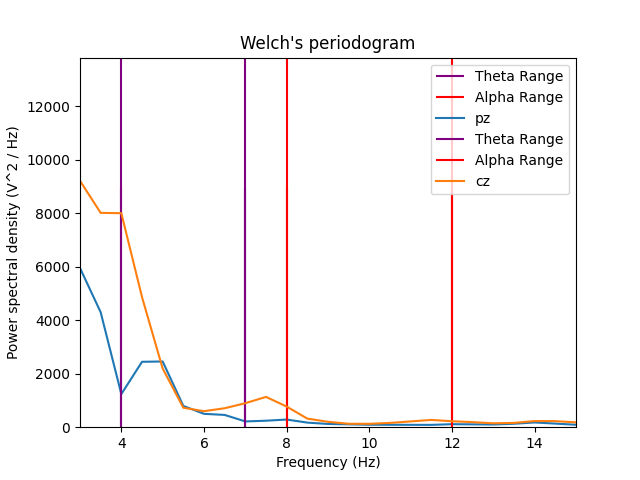 Welch's periodogram
Power spectral density (V^2 / Hz)
12000
10000
8000
6000
4000
2000
0
Theta Range
Alpha Range
pz
Theta Range
Alpha Range
cz
4 6 8 10 12 14
Frequency (Hz)